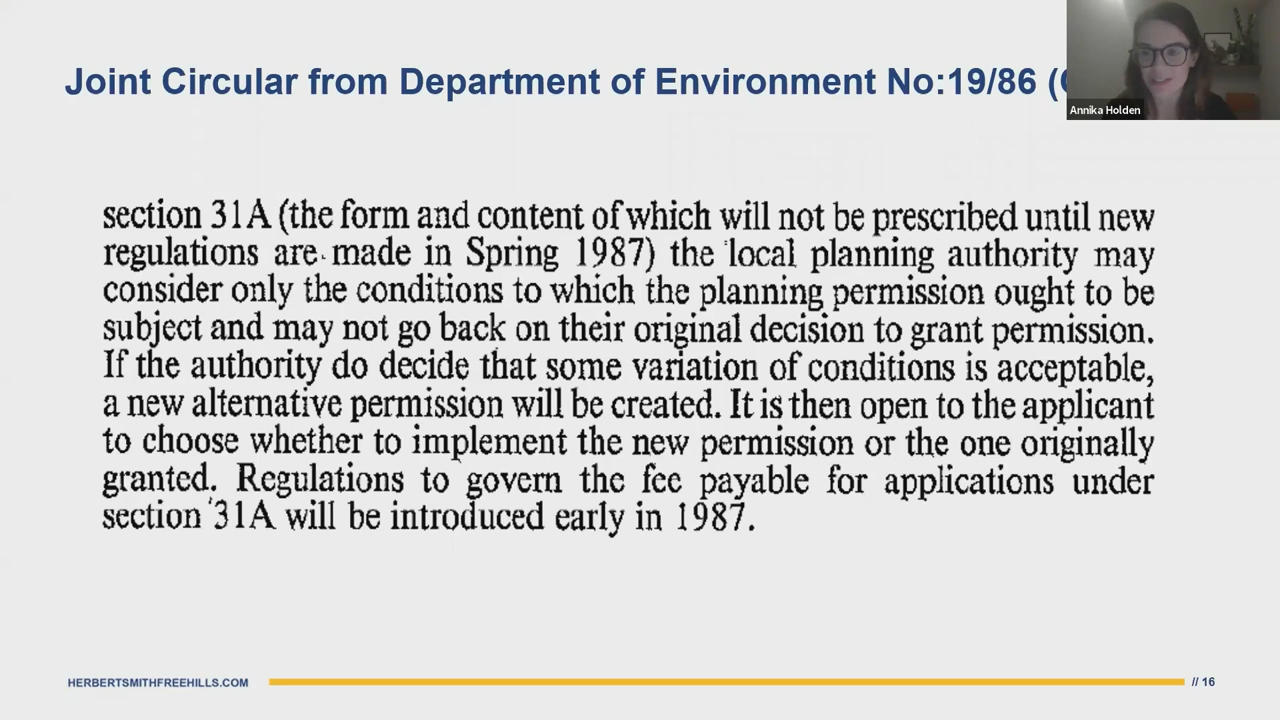 Joint Circular from Department of Environment No:19/86 (
Annika Holden
section 31A (the form and content of which will not be prescribed until new
regulations are made in Spring 1987) the local planning authority may
consider only the conditions to which the planning permission ought to be
subject and may not go back on their original decision to grant permission.
If the authority do decide that some variation of conditions is acceptable,
a new alternative permission will be created. It is then open to the applicant
to choose whether to implement the new permission or the one originally
granted. Regulations to govern the fee payable for applications under
section 31A will be introduced early in 1987.
HERBERTSMITHFREEHILLS.COM
// 16